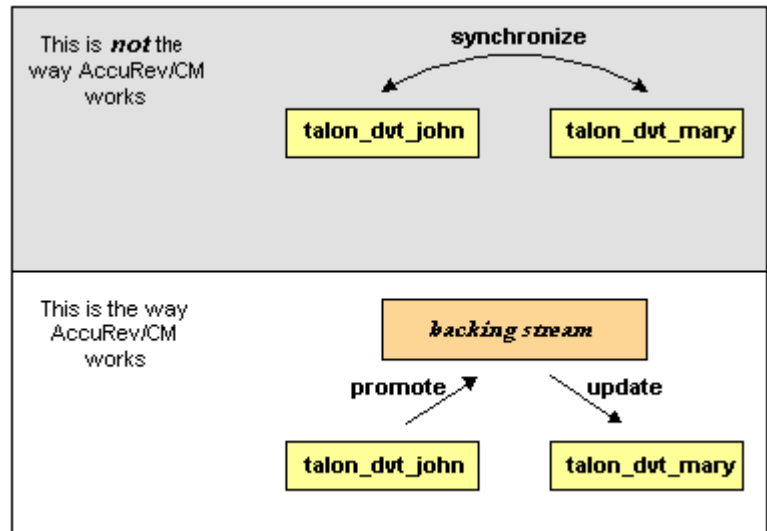 This is not the
way AccuRev/CM
works
synchronize
talon_dvt_john
talon_dvt_mary
This is the way
AccuRev/CM
works
backing stream
promote
update
talon_dvt_john
talon_dvt_mary